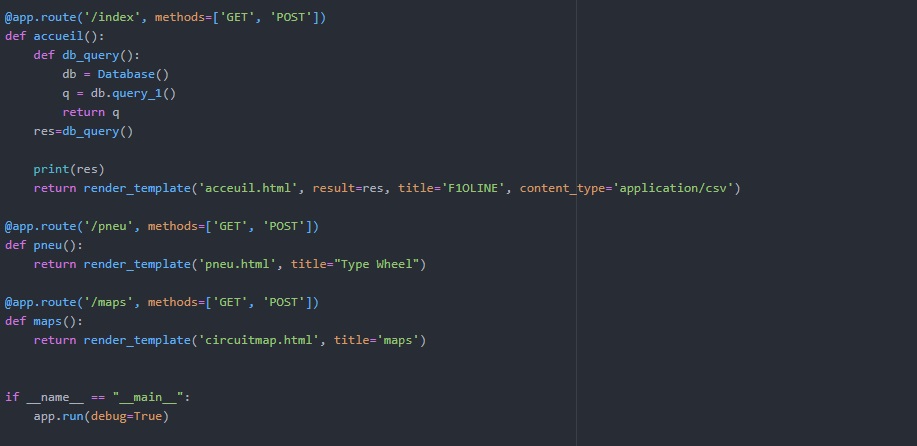 @app.route('/index', methods=['GET', 'POST'])
def accueil():
    def db_query():
        db = Database()
        q = db.query_1()
        return q
    res=db_query()

    print(res)
    return render_template('acceuil.html', result=res, title='F1OLINE', content_type='application/csv')

@app.route('/pneu', methods=['GET', 'POST'])
def pneu():
    return render_template('pneu.html', title="Type Wheel")

@app.route('/maps', methods=['GET', 'POST'])
def maps():
    return render_template('circuitmap.html', title='maps')


if __name__ == "__main__":
    app.run(debug=True)